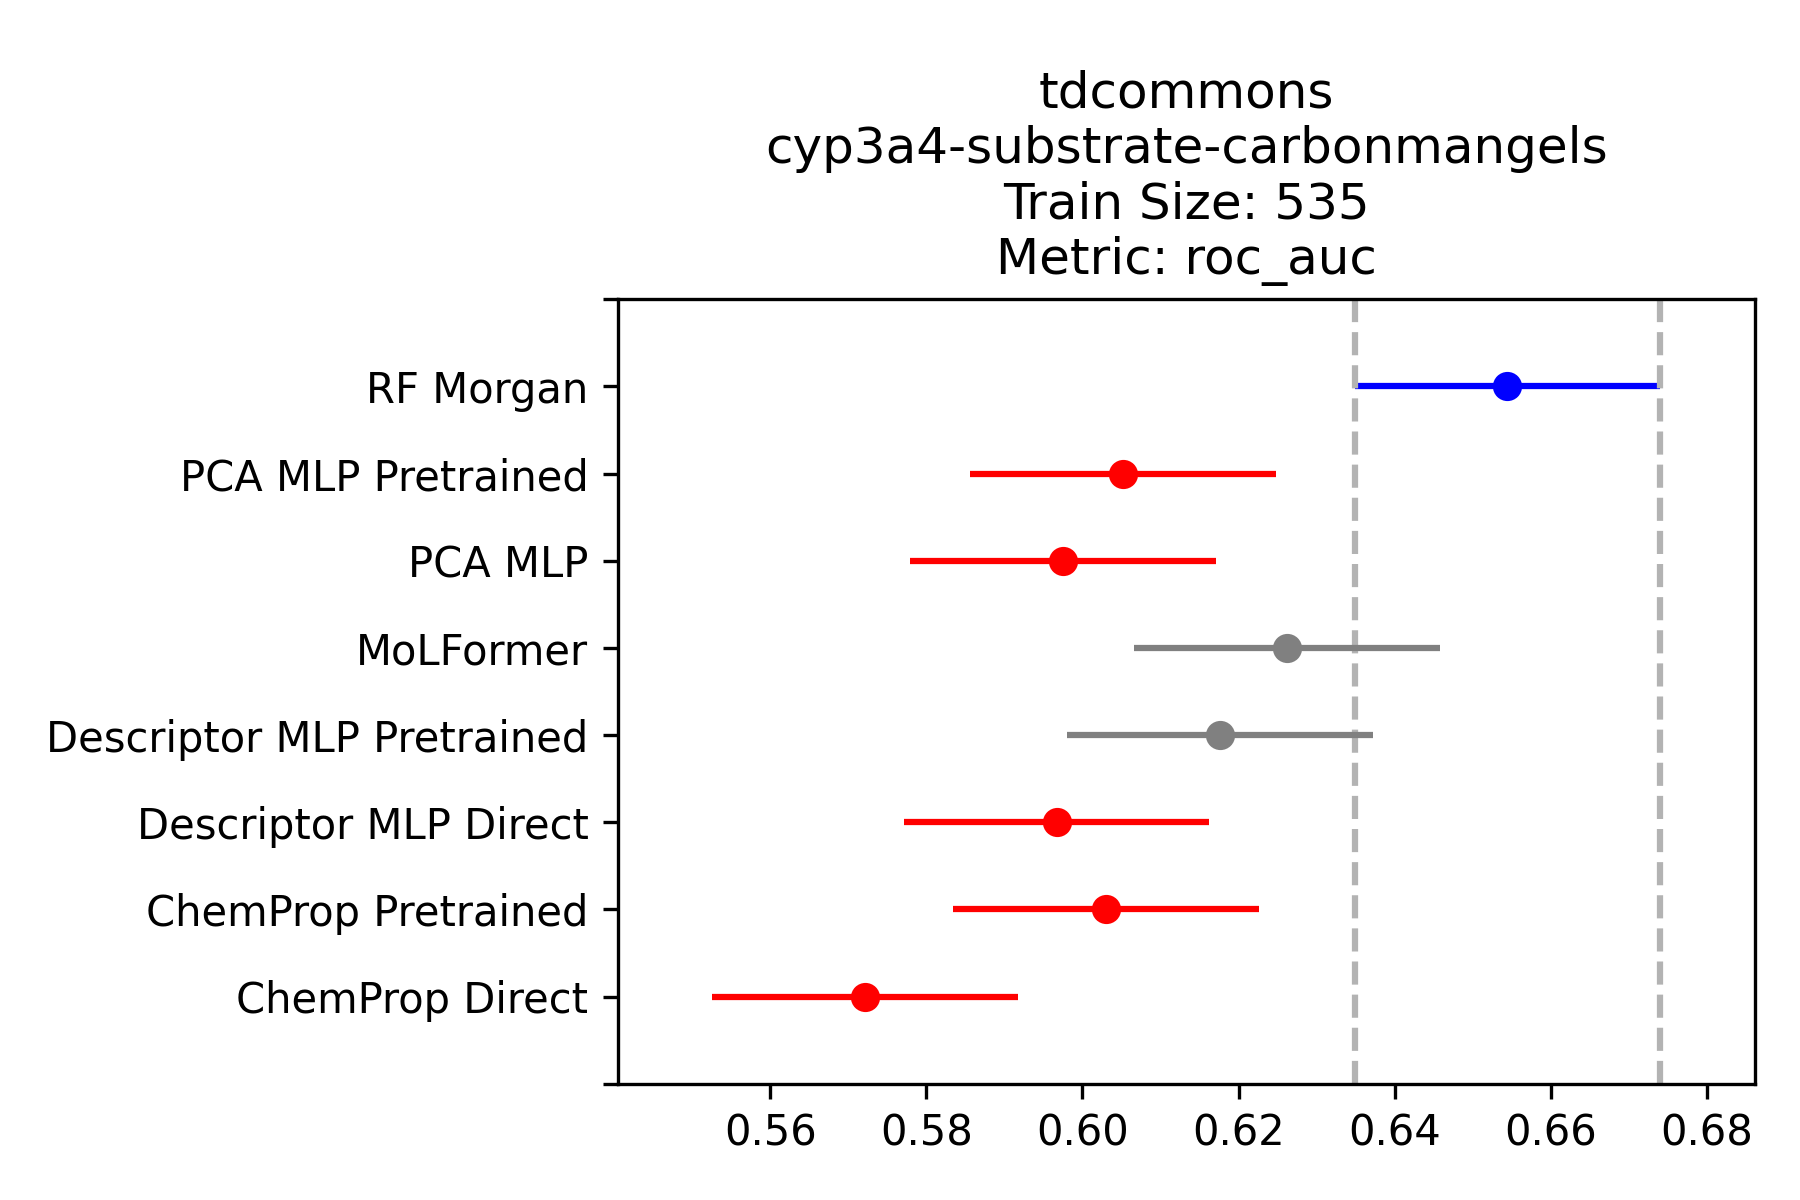 tdcommons
cyp3a4-substrate-carbonmangels
Train Size: 535
Metric: roc_auc
RF Morgan
PCA MLP Pretrained
PCA MLP
MoLFormer
Descriptor MLP Pretrained
Descriptor MLP Direct
ChemProp Pretrained
ChemProp Direct
0.56 0.58 0.60 0.62 0.64 0.66 0.68